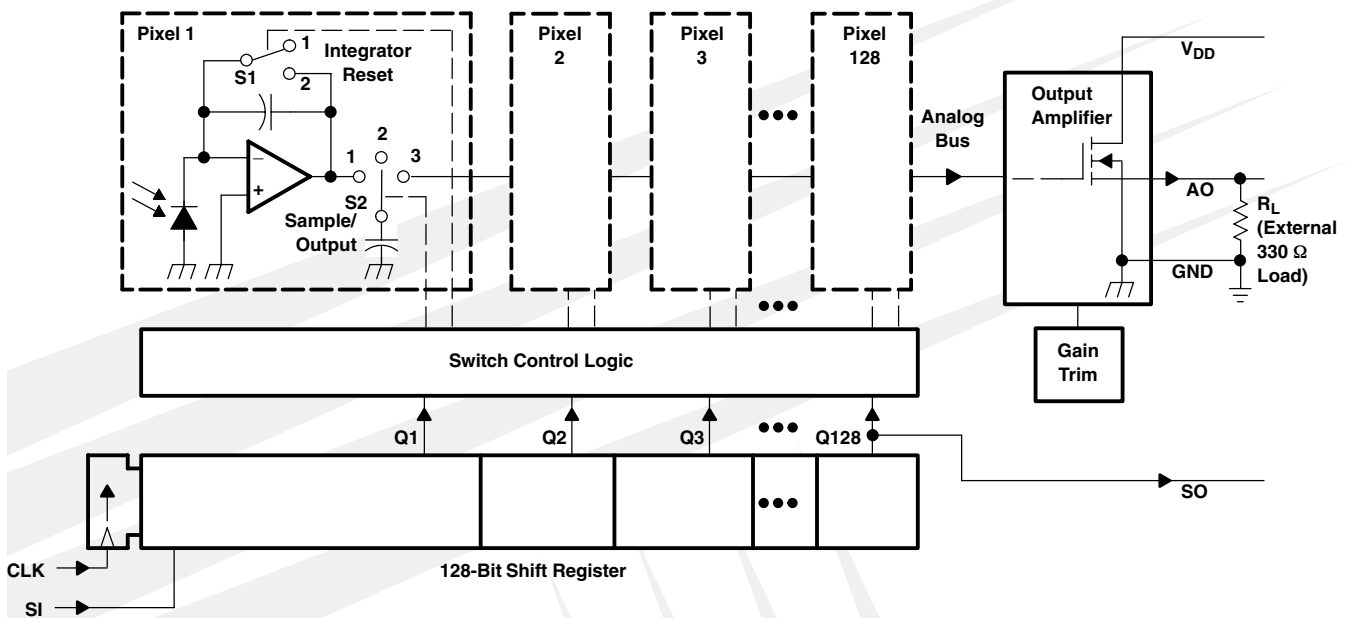 Pixel 1
1
Integrator
Reset
S1
2
−
+
1
2
3
S2
Sample/
Output
Pixel
2
Pixel
3
Pixel
128
Analog
Bus
Output
Amplifier
VDD
AO
RL
(External
330 Ω
Load)
GND
Gain
Trim
Switch Control Logic
Q1
Q2
Q3
Q128
SO
CLK
SI
128-Bit Shift Register